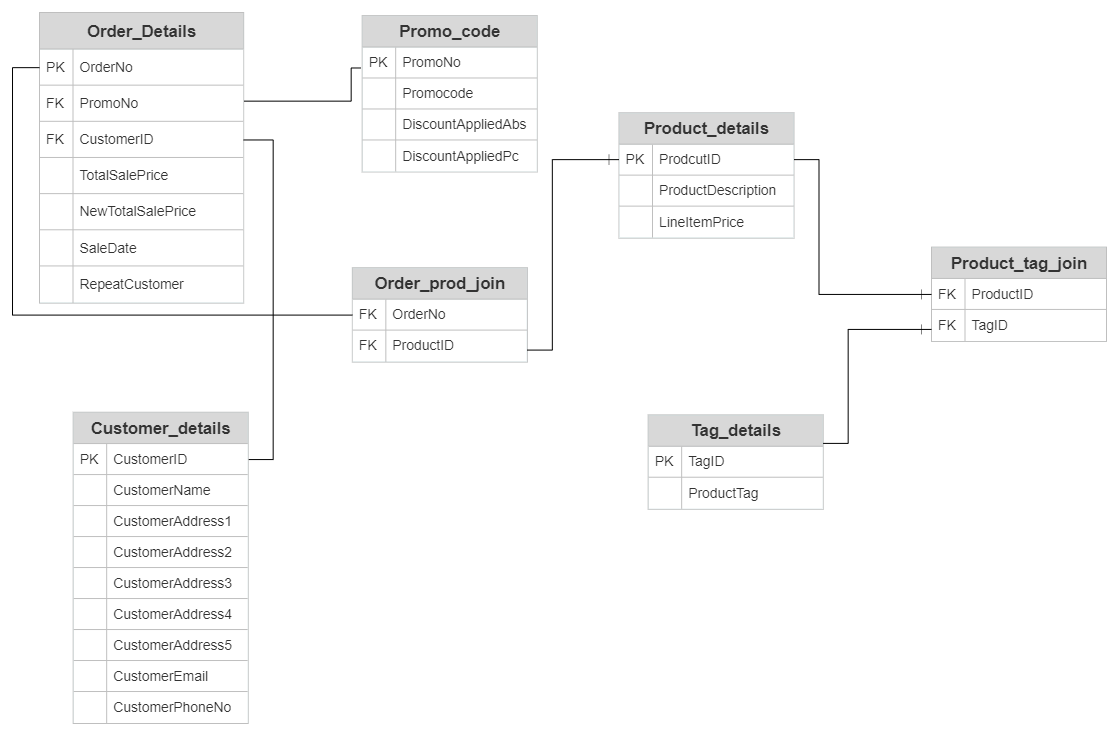 Order_Details
PK OrderNo
FK PromoNo
FK CustomerID
TotalSalePrice
NewTotalSalePrice
SaleDate
RepeatCustomer
Promo_code
PK PromoNo
Promocode
DiscountAppliedAbs
DiscountAppliedPc
Product_details
PK ProdcutID
ProductDescription
LineItemPrice
Order_prod_join
FK OrderNo
FK ProductID
Product_tag_join
FK ProductID
FK TagID
Customer_details
PK CustomerID
CustomerName
CustomerAddress1
CustomerAddress2
CustomerAddress3
CustomerAddress4
CustomerAddress5
CustomerEmail
CustomerPhoneNo
Tag_details
PK TagID
ProductTag